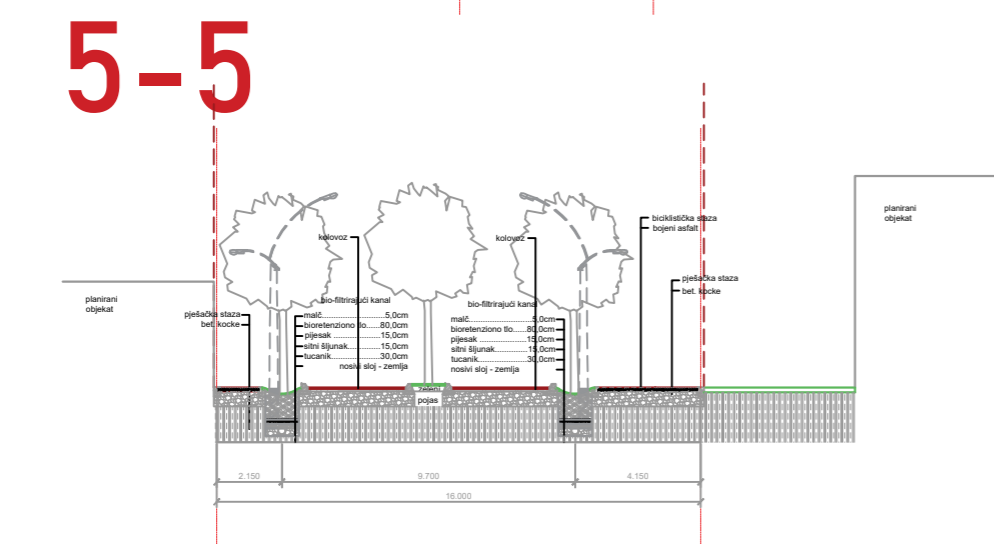 5-5
planirani
objekat
pješačka staza
bet. kocke
kolovoz
bio-filtrirajući kanal
malč..................5,0cm
bioretenziono tlo......80,0cm
pijesak ...............15,0cm
sitni šljunak..........15,0cm
tucanik................30,0cm
nosivi sloj - zemlja
zeleni
pojas
kolovoz
bio-filtrirajući kanal
malč..................5,0cm
bioretenziono tlo......80,0cm
pijesak ...............15,0cm
sitni šljunak..........15,0cm
tucanik................30,0cm
nosivi sloj - zemlja
biciklistička staza
bojeni asfalt
pješačka staza
bet. kocke
planirani
objekat
2.150
9.700
4.150
16.000